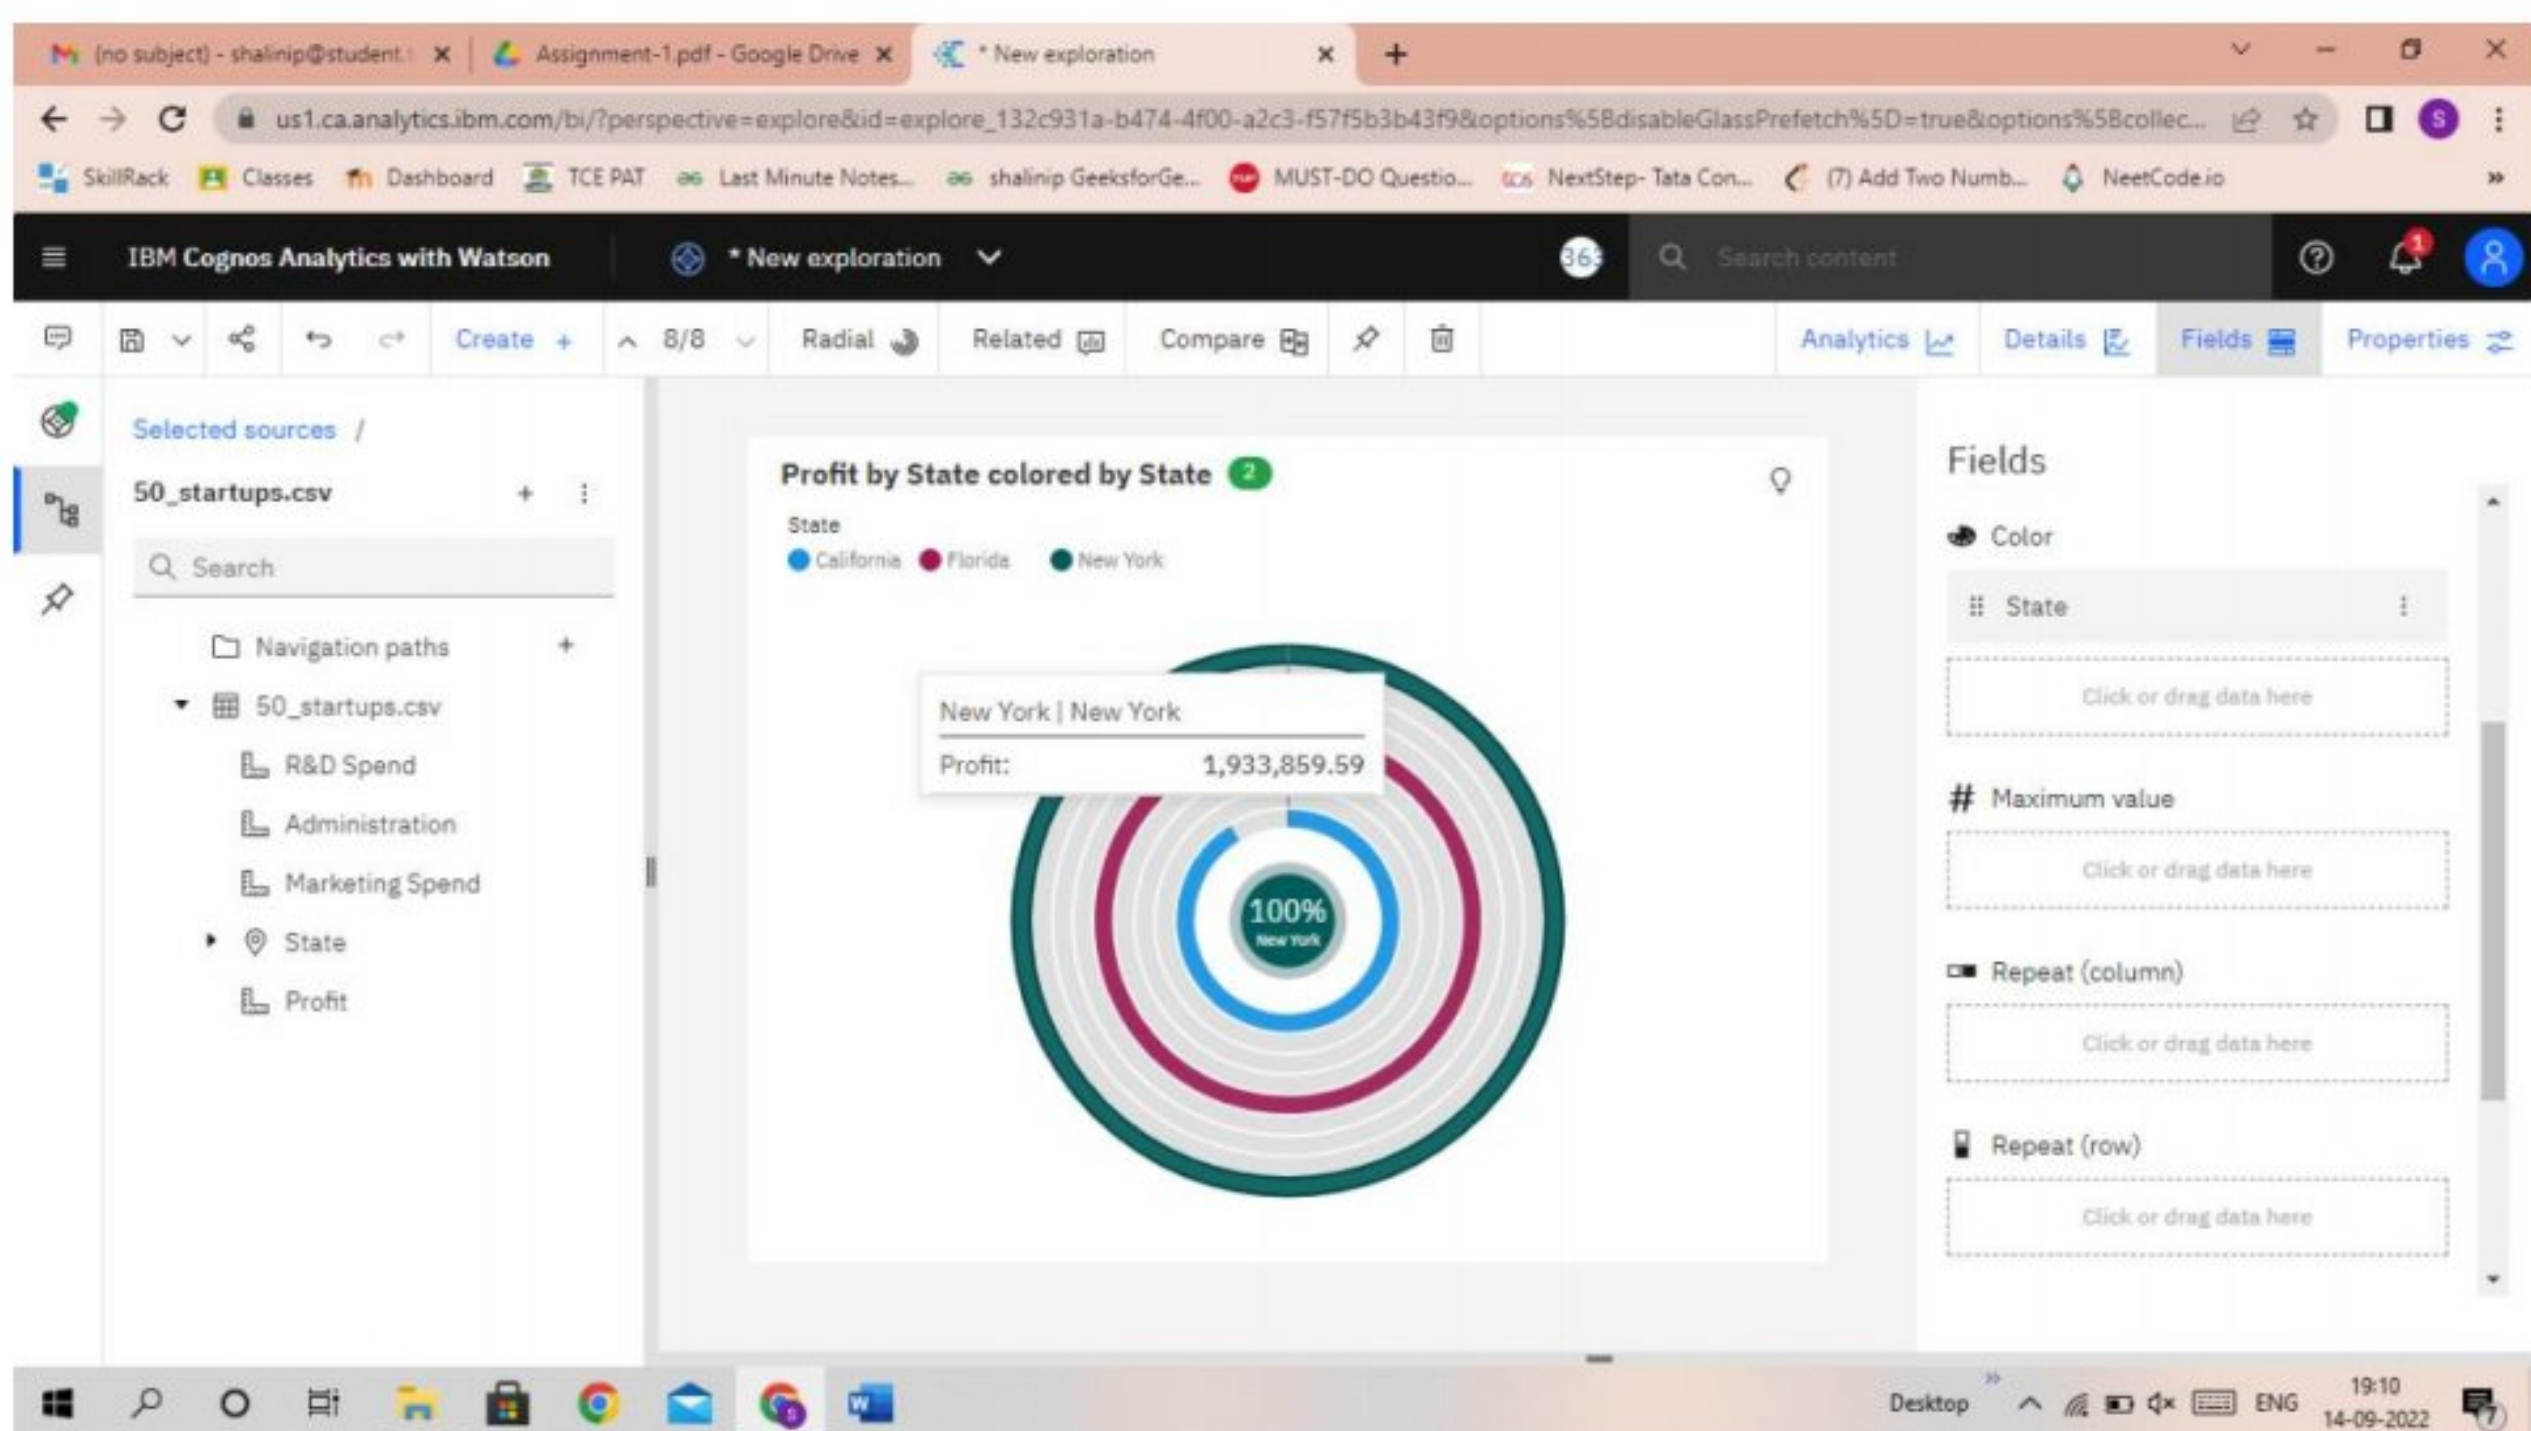 (no subject) - shalinip@student.
Assignment-1.pdf - Google Drive
* New exploration
us1.ca.analytics.ibm.com/bi/?perspective=explore&id=explore_132c931a-b474-4f00-a2c3-f57f5b3b43f9&options%5BdisableGlassPrefetch%5D=true&options%5Bcollec...
S
SkillRack
Classes
Dashboard
TCE PAT
Last Minute Notes...
shalinip GeeksforGe...
MUST-DO Questio...
NextStep- Tata Con...
(7) Add Two Numb...
NeetCode.io
IBM Cognos Analytics with Watson
* New exploration
363
Search content
1
Create +
8/8
Radial
Related
Compare
Analytics
Details
Fields
Properties
Selected sources /
50_startups.csv
Search
Navigation paths
50_startups.csv
R&D Spend
Administration
Marketing Spend
State
Profit
Profit by State colored by State 2
State
California Florida New York
New York | New York
Profit: 1,933,859.59
100%
New York
Fields
Color
State
Click or drag data here
# Maximum value
Click or drag data here
Repeat (column)
Click or drag data here
Repeat (row)
Click or drag data here
Desktop
ENG
19:10
14-09-2022
7